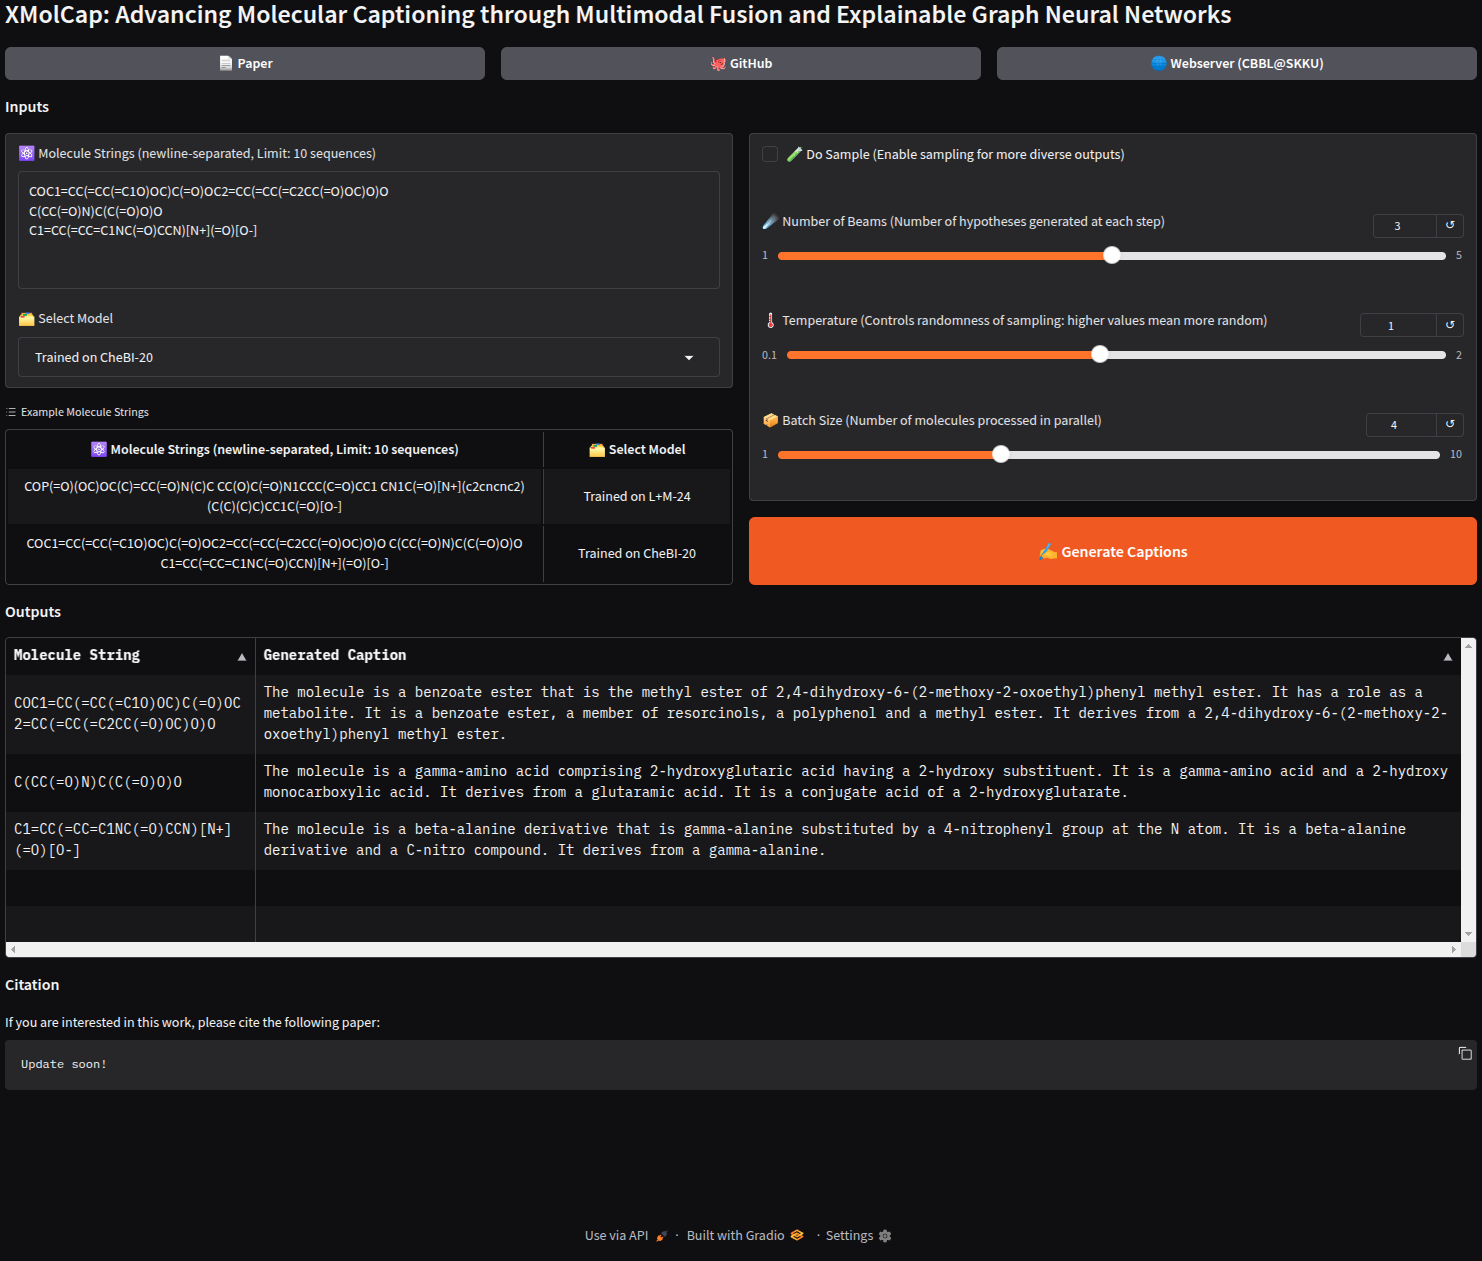 XMolCap: Advancing Molecular Captioning through Multimodal Fusion and Explainable Graph Neural Networks
Paper
GitHub
Webserver (CBBL@SKKU)
Inputs
Molecule Strings (newline-separated, Limit: 10 sequences)
COC1=CC(=CC(=C1O)OC)C(=O)OC2=CC(=CC(=C2CC(=O)OC)O)O
C(CC(=O)N)C(C(=O)O)O
C1=CC(=CC=C1NC(=O)CCN)[N+](=O)[O-]
Select Model
Trained on CheBI-20
Do Sample (Enable sampling for more diverse outputs)
Number of Beams (Number of hypotheses generated at each step)
3
↺
1
5
Temperature (Controls randomness of sampling: higher values mean more random)
1
↺
0.1
2
Batch Size (Number of molecules processed in parallel)
4
↺
1
10
Example Molecule Strings
Molecule Strings (newline-separated, Limit: 10 sequences)
Select Model
COP(=O)(OC)OC(C)=CC(=O)N(C)C CC(O)C(=O)N1CCC(C=O)CC1 CN1C(=O)[N+](c2cncnc2)
(C(C)(C)C)CC1C(=O)[O-]
Trained on L+M-24
COC1=CC(=CC(=C1O)OC)C(=O)OC2=CC(=CC(=C2CC(=O)OC)O)O C(CC(=O)N)C(C(=O)O)O
C1=CC(=CC=C1NC(=O)CCN)[N+](=O)[O-]
Trained on CheBI-20
Generate Captions
Outputs
Molecule String
Generated Caption
COC1=CC(=CC(=C1O)OC)C(=O)OC
2=CC(=CC(=C2CC(=O)OC)O)O
The molecule is a benzoate ester that is the methyl ester of 2,4-dihydroxy-6-(2-methoxy-2-oxoethyl)phenyl methyl ester. It has a role as a
metabolite. It is a benzoate ester, a member of resorcinols, a polyphenol and a methyl ester. It derives from a 2,4-dihydroxy-6-(2-methoxy-2-
oxoethyl)phenyl methyl ester.
C(CC(=O)N)C(C(=O)O)O
The molecule is a gamma-amino acid comprising 2-hydroxyglutaric acid having a 2-hydroxy substituent. It is a gamma-amino acid and a 2-hydroxy
monocarboxylic acid. It derives from a glutaramic acid. It is a conjugate acid of a 2-hydroxyglutarate.
C1=CC(=CC=C1NC(=O)CCN)[N+]
(=O)[O-]
The molecule is a beta-alanine derivative that is gamma-alanine substituted by a 4-nitrophenyl group at the N atom. It is a beta-alanine
derivative and a C-nitro compound. It derives from a gamma-alanine.
Citation
If you are interested in this work, please cite the following paper:
Update soon!
Use via API · Built with Gradio · Settings